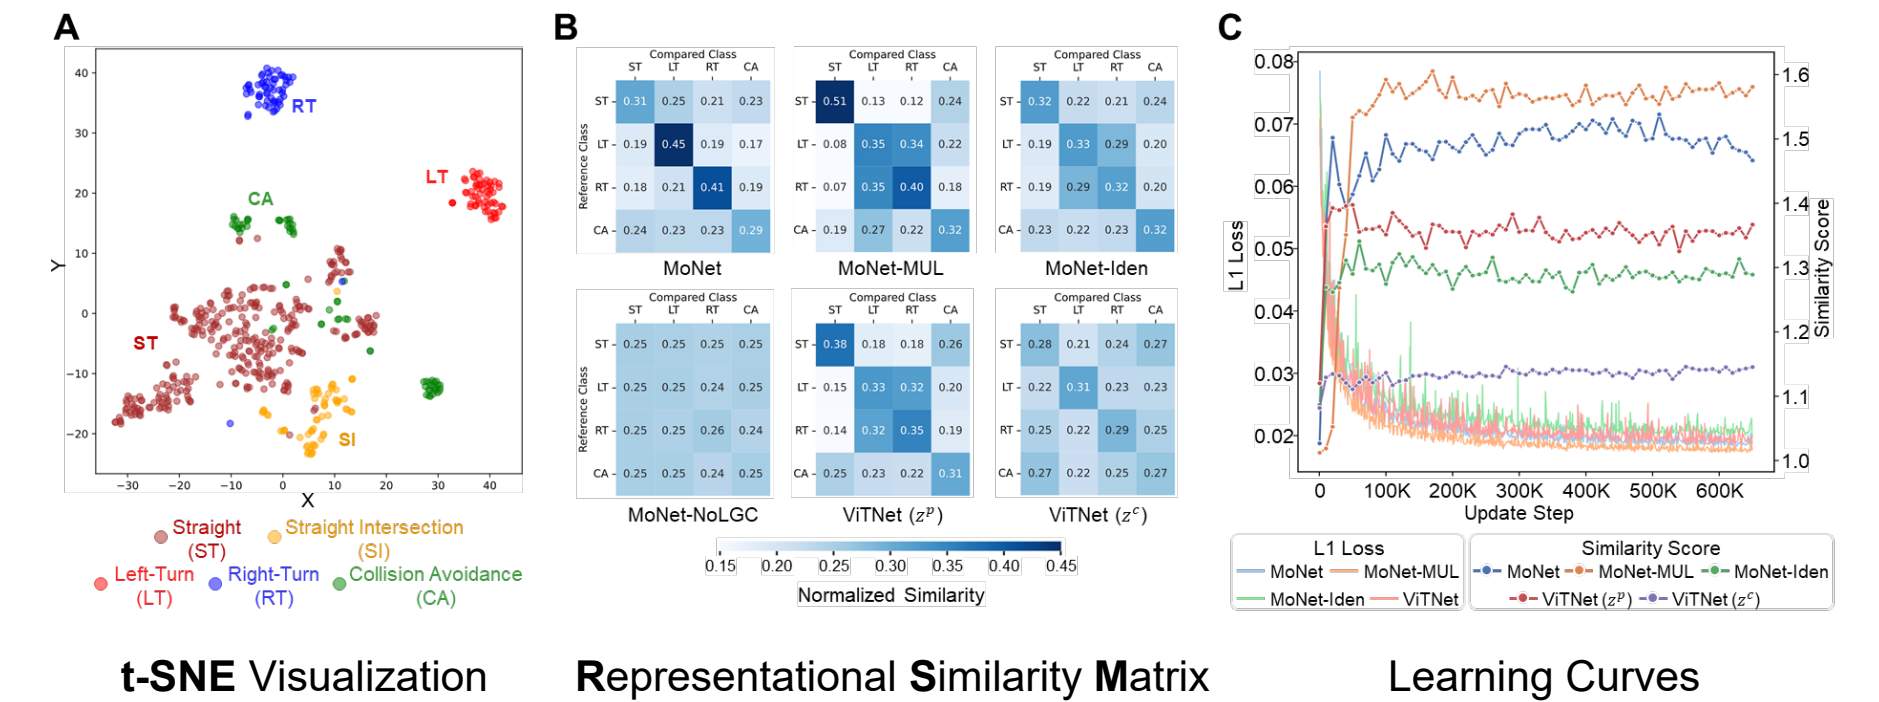 A
40
30
20
10
0
−10
−20
Y
−30
−20
−10
0
10
20
30
40
X
RT
LT
CA
ST
SI
Straight
(ST)
Straight Intersection
(SI)
Left-Turn
(LT)
Right-Turn
(RT)
Collision Avoidance
(CA)
t-SNE Visualization
B
Compared Class
ST LT RT CA
Reference Class
ST 0.31 0.25 0.21 0.23
LT 0.19 0.45 0.19 0.17
RT 0.18 0.21 0.41 0.19
CA 0.24 0.23 0.23 0.29
MoNet
Compared Class
ST LT RT CA
ST 0.51 0.13 0.12 0.24
LT 0.08 0.35 0.34 0.22
RT 0.07 0.35 0.40 0.18
CA 0.19 0.27 0.22 0.32
MoNet-MUL
Compared Class
ST LT RT CA
ST 0.32 0.22 0.21 0.24
LT 0.19 0.33 0.29 0.20
RT 0.19 0.29 0.32 0.20
CA 0.23 0.22 0.23 0.32
MoNet-Iden
Compared Class
ST LT RT CA
Reference Class
ST 0.25 0.25 0.25 0.25
LT 0.25 0.25 0.24 0.25
RT 0.25 0.25 0.26 0.24
CA 0.25 0.25 0.24 0.25
MoNet-NoLGC
Compared Class
ST LT RT CA
ST 0.38 0.18 0.18 0.26
LT 0.15 0.33 0.32 0.20
RT 0.14 0.32 0.35 0.19
CA 0.25 0.23 0.22 0.31
ViTNet (z^p)
Compared Class
ST LT RT CA
ST 0.28 0.21 0.24 0.27
LT 0.22 0.31 0.23 0.23
RT 0.25 0.22 0.29 0.25
CA 0.27 0.22 0.25 0.27
ViTNet (z^c)
0.15 0.20 0.25 0.30 0.35 0.40 0.45
Normalized Similarity
Representational Similarity Matrix
C
0.08
0.07
0.06
0.05
0.04
0.03
0.02
L1 Loss
1.6
1.5
1.4
1.3
1.2
1.1
1.0
Similarity Score
0 100K 200K 300K 400K 500K 600K
Update Step
L1 Loss
MoNet MoNet-MUL
MoNet-Iden ViTNet
Similarity Score
MoNet MoNet-MUL MoNet-Iden
ViTNet (z^p) ViTNet (z^c)
Learning Curves